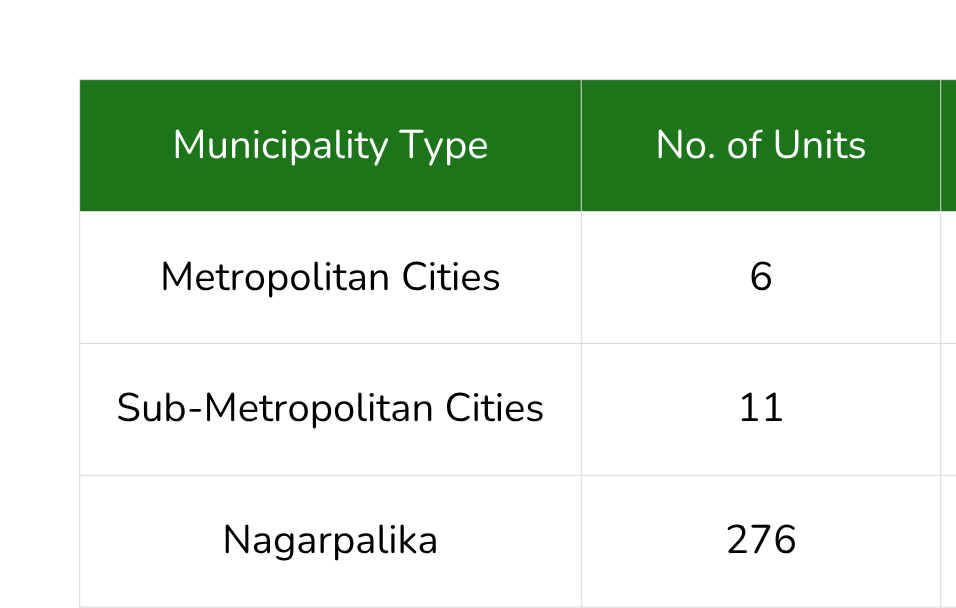 Municipality Type No. of Units
Metropolitan Cities 6
Sub-Metropolitan Cities 11
Nagarpalika 276